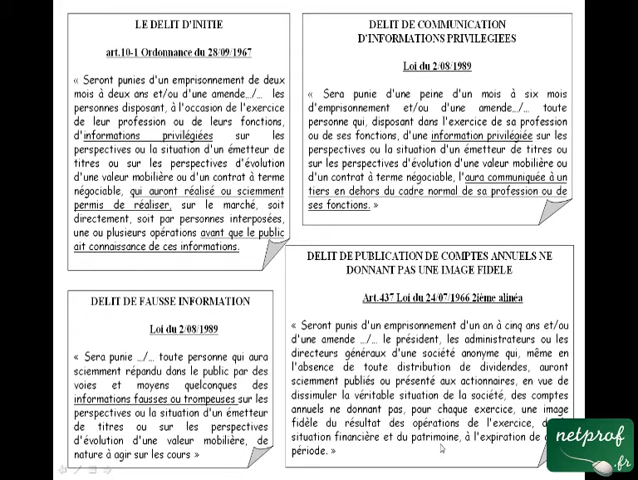 LE DELIT D'INITIE
art.10-1 Ordonnance du 28/09/1967
« Seront punies d'un emprisonnement de deux
mois à deux ans et/ou d'une amende.../... les
personnes disposant, à l'occasion de l'exercice
de leur profession ou de leurs fonctions,
d'informations privilégiées sur les
perspectives ou la situation d'un émetteur de
titres ou sur les perspectives d'évolution
d'une valeur mobilière ou d'un contrat à terme
négociable, qui auront réalisé ou sciemment
permis de réaliser, sur le marché, soit
directement, soit par personnes interposées,
une ou plusieurs opérations avant que le public
ait connaissance de ces informations.
DELIT DE COMMUNICATION
D'INFORMATIONS PRIVILEGIEES
Loi du 2/08/1989
« Sera punie d'une peine d'un mois à six mois
d'emprisonnement et/ou d'une amende.../... toute
personne qui, disposant dans l'exercice de sa profession
ou de ses fonctions, d'une information privilégiée sur les
perspectives ou la situation d'un émetteur de titres ou
sur les perspectives d'évolution d'une valeur mobilière ou
d'un contrat à terme négociable, l'aura communiquée à un
tiers en dehors du cadre normal de sa profession ou de
ses fonctions. »
DELIT DE FAUSSE INFORMATION
Loi du 2/08/1989
« Sera punie .../... toute personne qui aura
sciemment répandu dans le public par des
voies et moyens quelconques des
informations fausses ou trompeuses sur les
perspectives ou la situation d'un émetteur
de titres ou sur les perspectives
d'évolution d'une valeur mobilière, de
nature à agir sur les cours »
DELIT DE PUBLICATION DE COMPTES ANNUELS NE
DONNANT PAS UNE IMAGE FIDELE
Art.437 Loi du 24/07/1966 2ième alinéa
« Seront punis d'un emprisonnement d'un an à cinq ans et/ou
d'une amende .../... le président, les administrateurs ou les
directeurs généraux d'une société anonyme qui, même en
l'absence de toute distribution de dividendes, auront
sciemment publiés ou présenté aux actionnaires, en vue de
dissimuler la véritable situation de la société, des comptes
annuels ne donnant pas, pour chaque exercice, une image
fidèle du résultat des opérations de l'exercice,
situation financière et du patrimoine, à l'expiration de
période. »
netprof
.fr